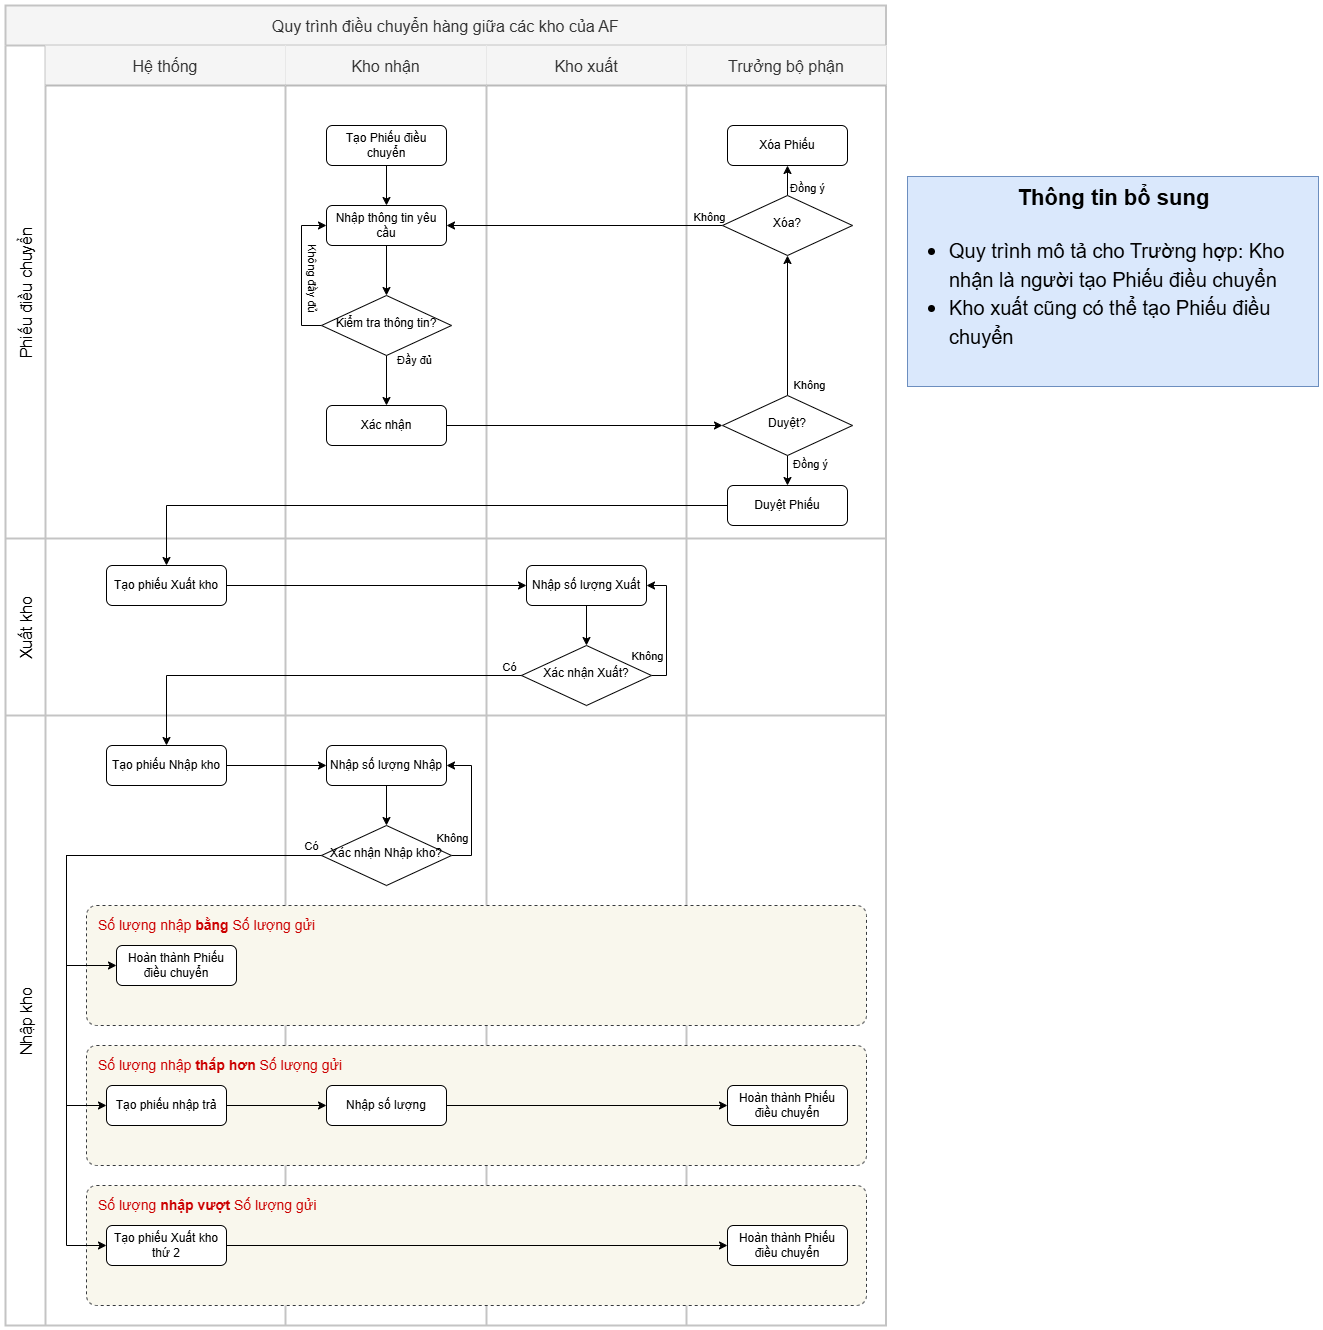 Quy trình điều chuyển hàng giữa các kho của AF
Hệ thống
Kho nhận
Kho xuất
Trưởng bộ phận
Phiếu điều chuyển
Tạo Phiếu điều
chuyển
Xóa Phiếu
Đồng ý
Nhập thông tin yêu
cầu
Không
Xóa?
Không đầy đủ
Kiểm tra thông tin?
Đầy đủ
Không
Xác nhận
Duyệt?
Đồng ý
Duyệt Phiếu
Thông tin bổ sung
• Quy trình mô tả cho Trường hợp: Kho
nhận là người tạo Phiếu điều chuyển
• Kho xuất cũng có thể tạo Phiếu điều
chuyển
Xuất kho
Tạo phiếu Xuất kho
Nhập số lượng Xuất
Không
Có
Xác nhận Xuất?
Nhập kho
Tạo phiếu Nhập kho
Nhập số lượng Nhập
Không
Có
Xác nhận Nhập kho?
Số lượng nhập bằng Số lượng gửi
Hoàn thành Phiếu
điều chuyển
Số lượng nhập thấp hơn Số lượng gửi
Tạo phiếu nhập trả
Nhập số lượng
Hoàn thành Phiếu
điều chuyển
Số lượng nhập vượt Số lượng gửi
Tạo phiếu Xuất kho
thứ 2
Hoàn thành Phiếu
điều chuyển